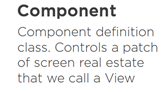 Component
Component definition
class. Controls a patch
of screen real estate
that we call a View